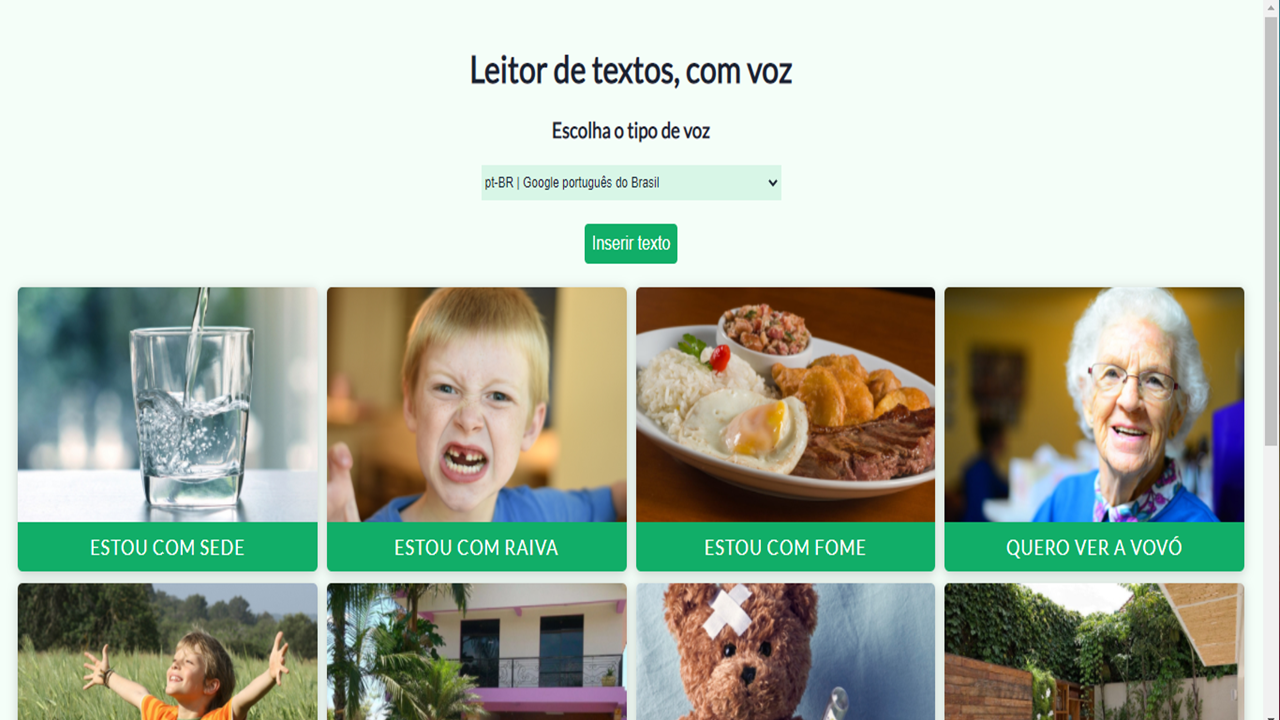 Leitor de textos, com voz
Escolha o tipo de voz
pt-BR | Google português do Brasil
Inserir texto
ESTOU COM SEDE
ESTOU COM RAIVA
ESTOU COM FOME
QUERO VER A VOVÓ